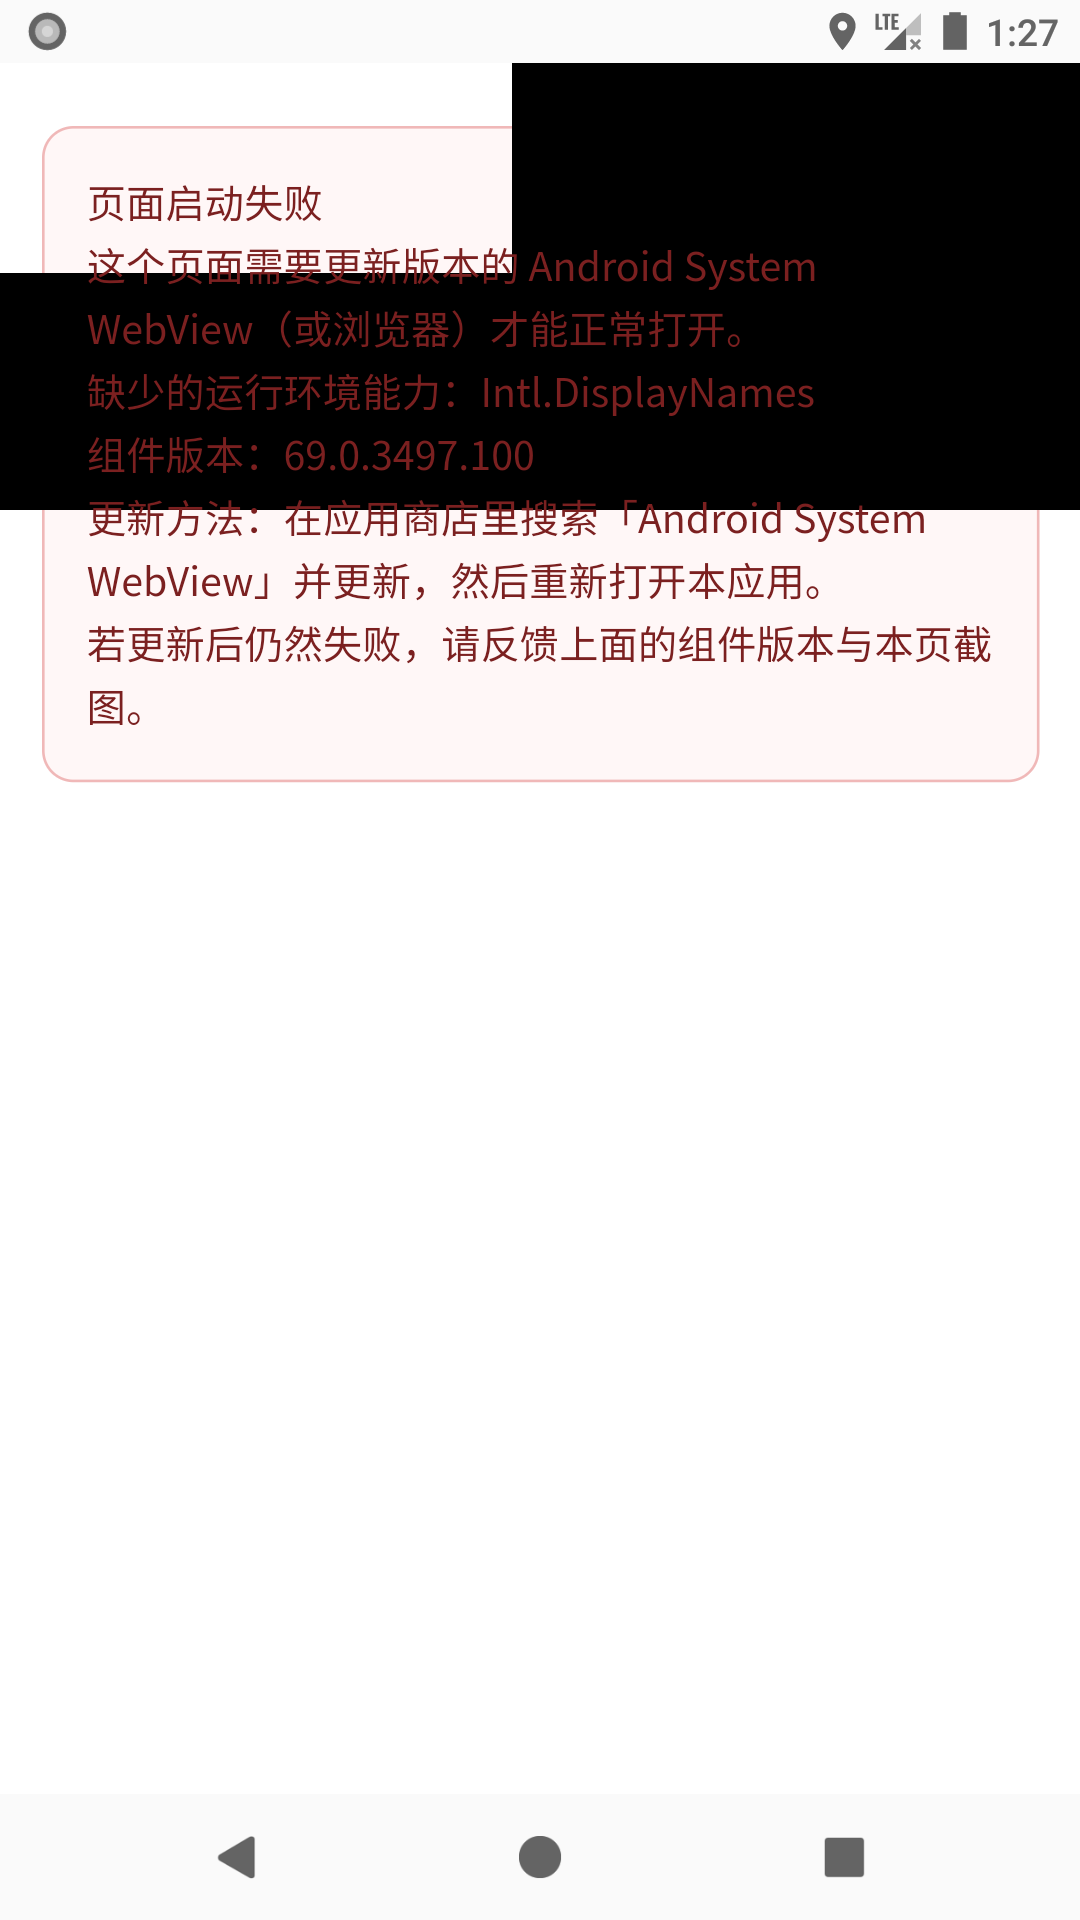 LTE 1:27
页面启动失败
这个页面需要更新版本的 Android System
WebView（或浏览器）才能正常打开。
缺少的运行环境能力：Intl.DisplayNames
组件版本：69.0.3497.100
更新方法：在应用商店里搜索「Android System
WebView」并更新，然后重新打开本应用。
若更新后仍然失败，请反馈上面的组件版本与本页截
图。